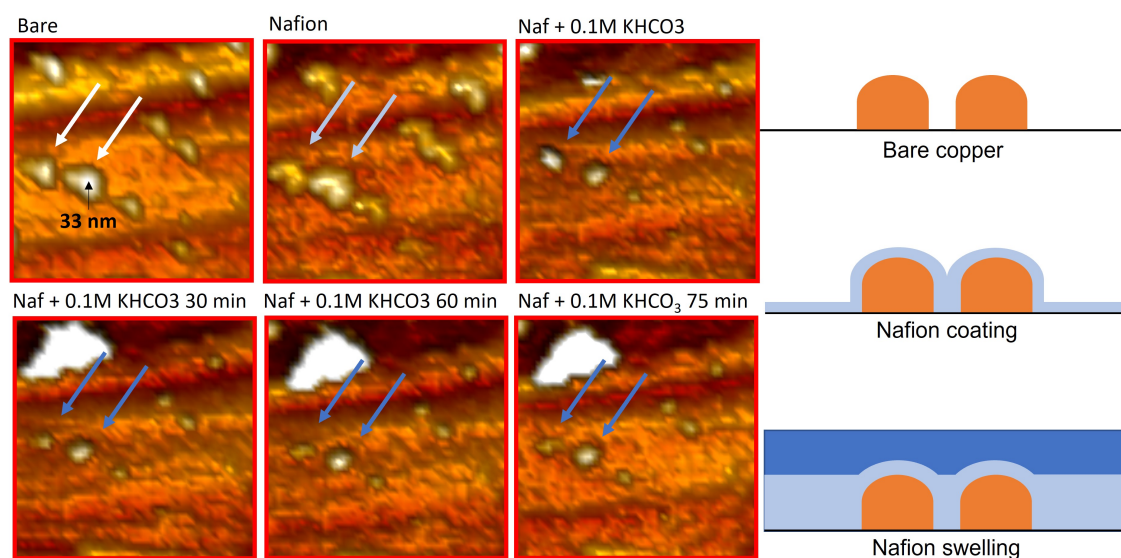 Bare
Nafion
Naf + 0.1M KHCO3
33 nm
Naf + 0.1M KHCO3 30 min
Naf + 0.1M KHCO3 60 min
Naf + 0.1M KHCO₃ 75 min
Bare copper
Nafion coating
Nafion swelling